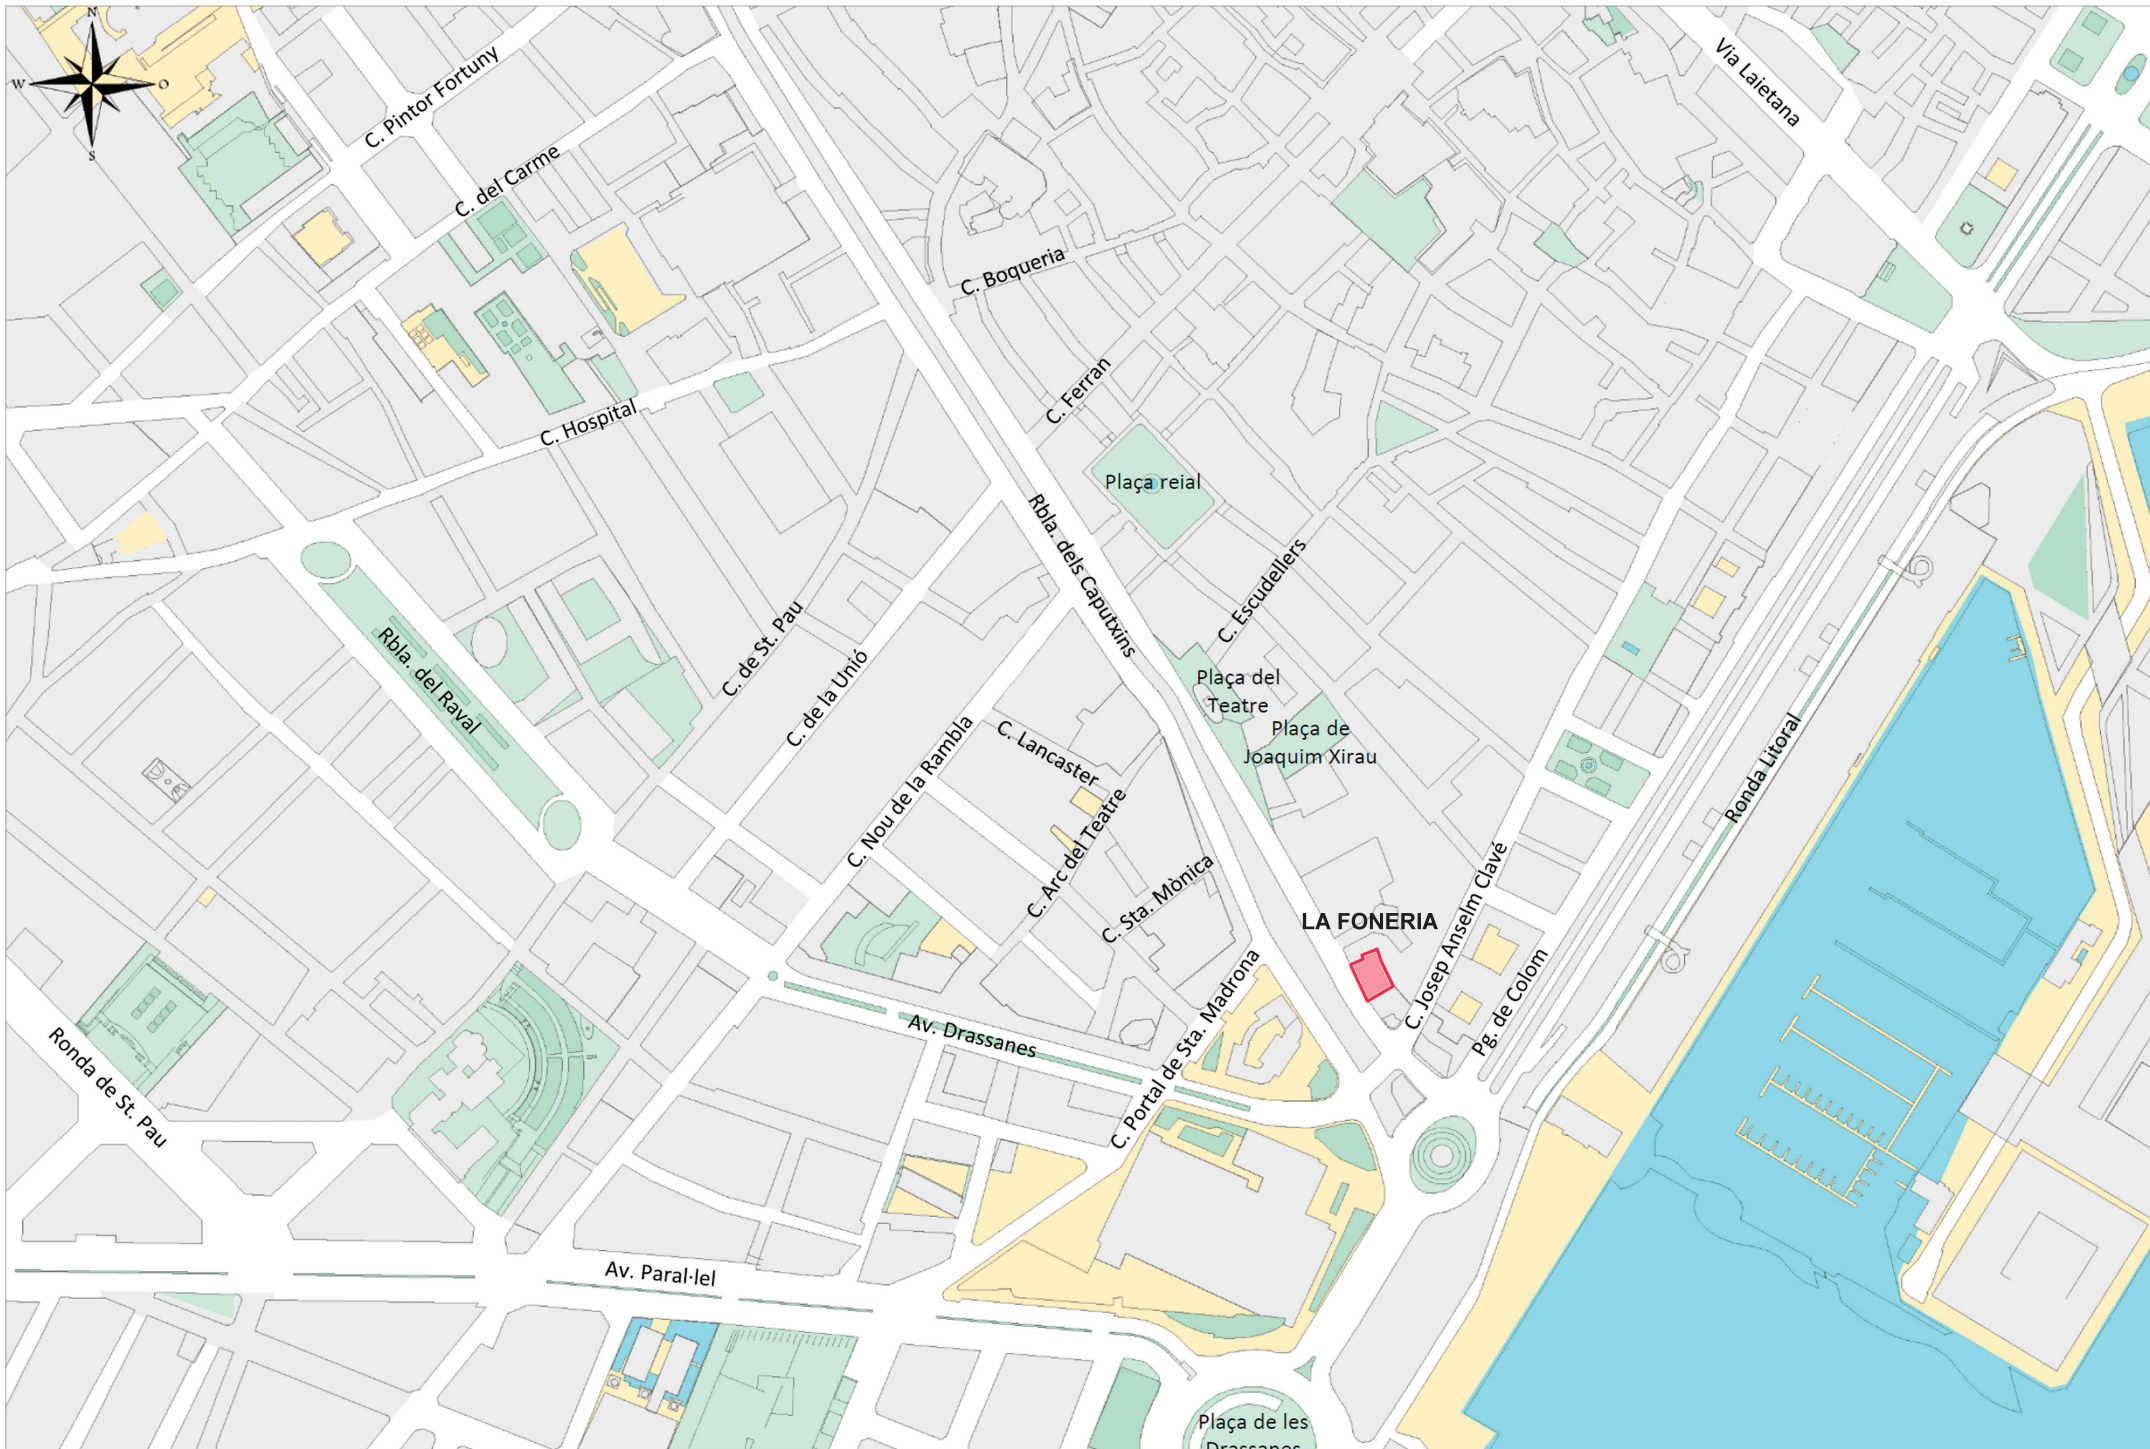 N
W
O
S
C. Pintor Fortuny
Via Laietana
C. del Carme
C. Boqueria
C. Ferran
C. Hospital
Plaça reial
Rbla. dels Caputxins
C. Escudellers
Rbla. del Raval
C. de St. Pau
C. de la Unió
Plaça del
Teatre
Plaça de
Joaquim Xirau
C. Nou de la Rambla
C. Lancaster
C. Arc del Teatre
Ronda Litoral
C. Sta. Mònica
LA FONERIA
C. Josep Anselm Clavé
Pg. de Colom
Av. Drassanes
C. Portal de Sta. Madrona
Ronda de St. Pau
Av. Paral·lel
Plaça de les
Drassanes